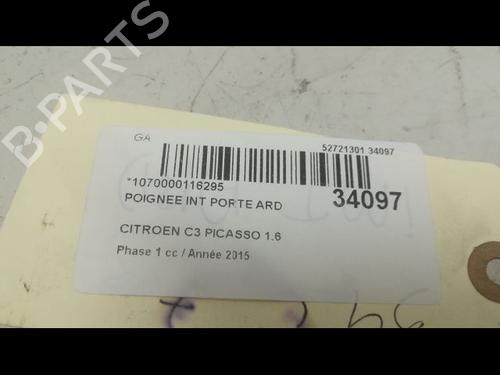 B-PARTS
GA
52721301 34097
*1070000116295
34097
POIGNEE INT PORTE ARD
CITROEN C3 PICASSO 1.6
Phase 1 cc / Année 2015